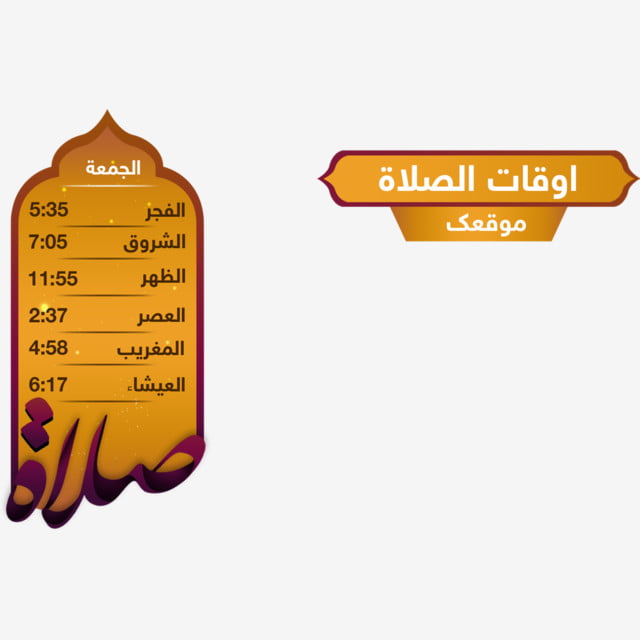 اوقات الصلاة
موقعك
الجمعة
الفجر 5:35
الشروق 7:05
الظهر 11:55
العصر 2:37
المغريب 4:58
العيشاء 6:17
صلاة